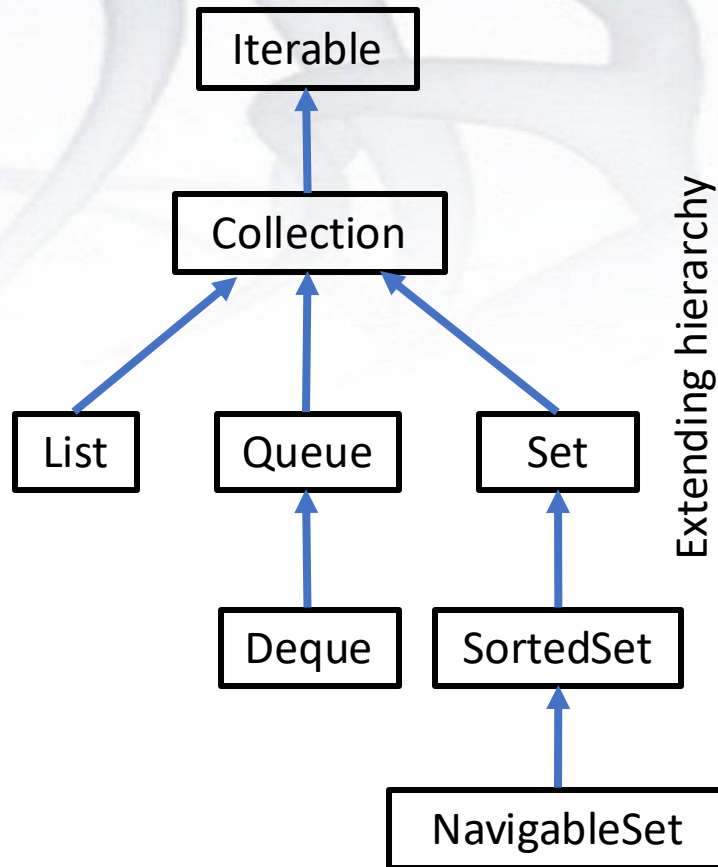 Iterable
Collection
List
Queue
Set
Deque
SortedSet
NavigableSet
Extending hierarchy